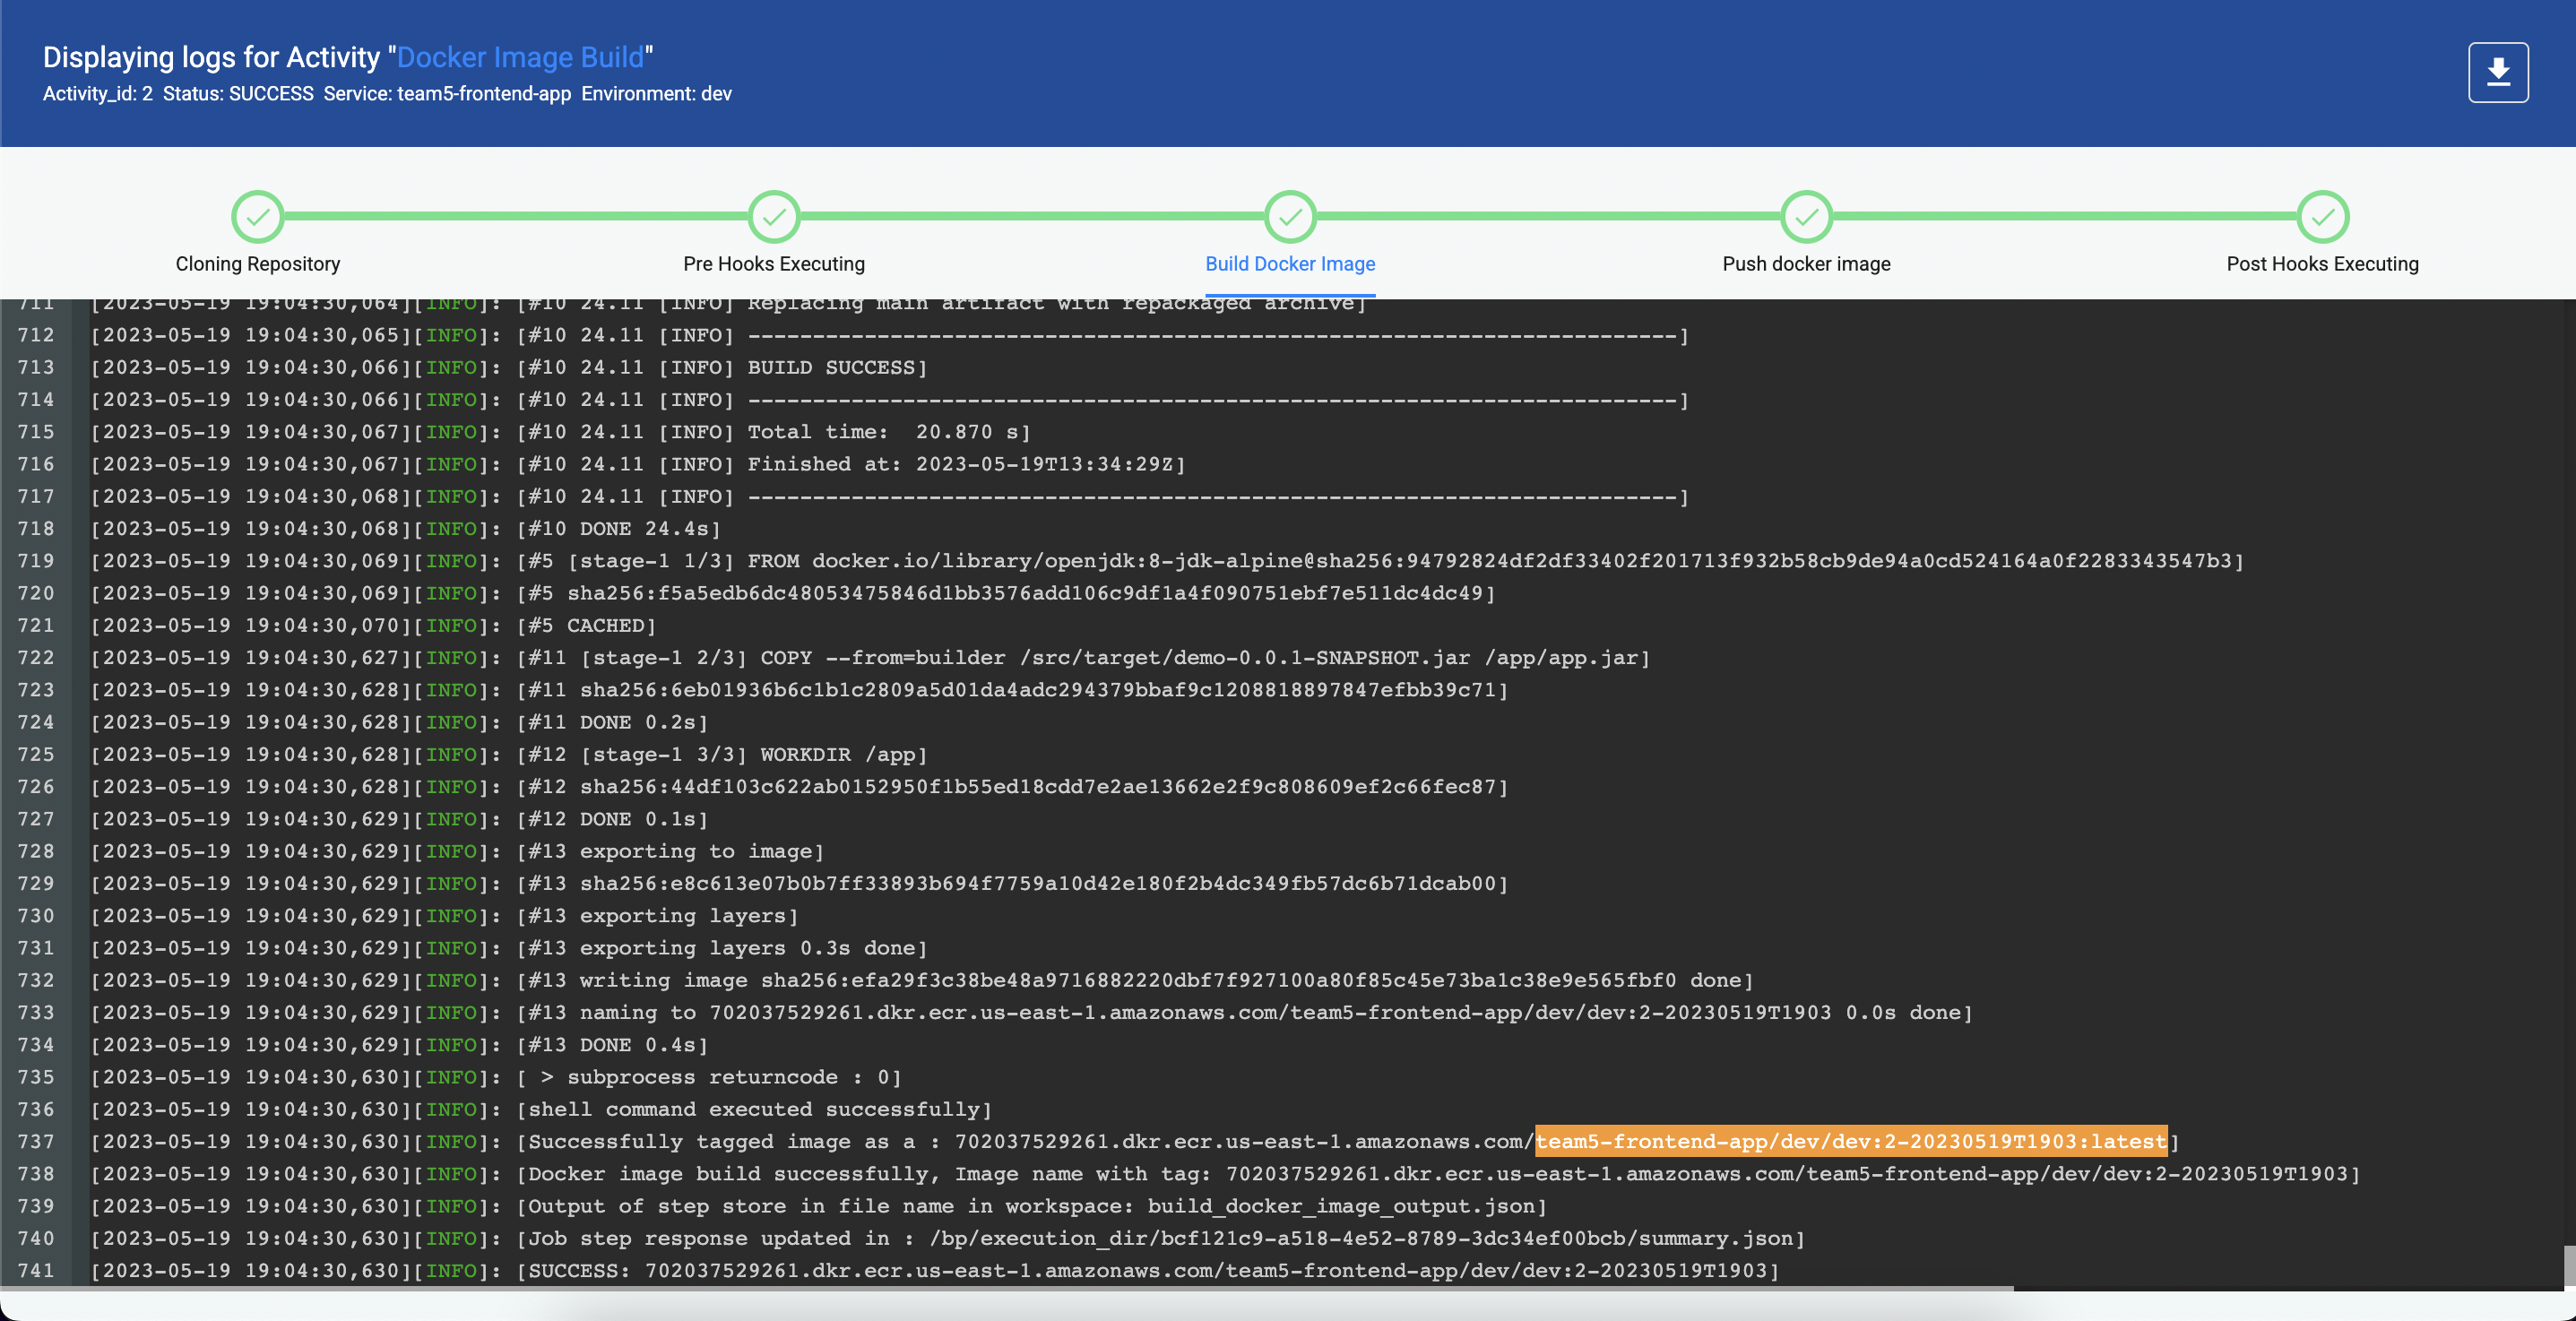 Displaying logs for Activity "Docker Image Build"
Activity_id: 2 Status: SUCCESS Service: team5-frontend-app Environment: dev
Cloning Repository
Pre Hooks Executing
Build Docker Image
Push docker image
Post Hooks Executing
711 [2023-05-19 19:04:30,064][INFO]: [#10 24.11 [INFO] Replacing main artifact with repackaged archive]
712 [2023-05-19 19:04:30,065][INFO]: [#10 24.11 [INFO] ------------------------------------------------------------------------]
713 [2023-05-19 19:04:30,066][INFO]: [#10 24.11 [INFO] BUILD SUCCESS]
714 [2023-05-19 19:04:30,066][INFO]: [#10 24.11 [INFO] ------------------------------------------------------------------------]
715 [2023-05-19 19:04:30,067][INFO]: [#10 24.11 [INFO] Total time:  20.870 s]
716 [2023-05-19 19:04:30,067][INFO]: [#10 24.11 [INFO] Finished at: 2023-05-19T13:34:29Z]
717 [2023-05-19 19:04:30,068][INFO]: [#10 24.11 [INFO] ------------------------------------------------------------------------]
718 [2023-05-19 19:04:30,068][INFO]: [#10 DONE 24.4s]
719 [2023-05-19 19:04:30,069][INFO]: [#5 [stage-1 1/3] FROM docker.io/library/openjdk:8-jdk-alpine@sha256:94792824df2df33402f201713f932b58cb9de94a0cd524164a0f2283343547b3]
720 [2023-05-19 19:04:30,069][INFO]: [#5 sha256:f5a5edb6dc48053475846d1bb3576add106c9df1a4f090751ebf7e511dc4dc49]
721 [2023-05-19 19:04:30,070][INFO]: [#5 CACHED]
722 [2023-05-19 19:04:30,627][INFO]: [#11 [stage-1 2/3] COPY --from=builder /src/target/demo-0.0.1-SNAPSHOT.jar /app/app.jar]
723 [2023-05-19 19:04:30,628][INFO]: [#11 sha256:6eb01936b6c1b1c2809a5d01da4adc294379bbaf9c1208818897847efbb39c71]
724 [2023-05-19 19:04:30,628][INFO]: [#11 DONE 0.2s]
725 [2023-05-19 19:04:30,628][INFO]: [#12 [stage-1 3/3] WORKDIR /app]
726 [2023-05-19 19:04:30,628][INFO]: [#12 sha256:44df103c622ab0152950f1b55ed18cdd7e2ae13662e2f9c808609ef2c66fec87]
727 [2023-05-19 19:04:30,629][INFO]: [#12 DONE 0.1s]
728 [2023-05-19 19:04:30,629][INFO]: [#13 exporting to image]
729 [2023-05-19 19:04:30,629][INFO]: [#13 sha256:e8c613e07b0b7ff33893b694f7759a10d42e180f2b4dc349fb57dc6b71dcab00]
730 [2023-05-19 19:04:30,629][INFO]: [#13 exporting layers]
731 [2023-05-19 19:04:30,629][INFO]: [#13 exporting layers 0.3s done]
732 [2023-05-19 19:04:30,629][INFO]: [#13 writing image sha256:efa29f3c38be48a9716882220dbf7f927100a80f85c45e73ba1c38e9e565fbf0 done]
733 [2023-05-19 19:04:30,629][INFO]: [#13 naming to 702037529261.dkr.ecr.us-east-1.amazonaws.com/team5-frontend-app/dev/dev:2-20230519T1903 0.0s done]
734 [2023-05-19 19:04:30,629][INFO]: [#13 DONE 0.4s]
735 [2023-05-19 19:04:30,630][INFO]: [ > subprocess returncode : 0]
736 [2023-05-19 19:04:30,630][INFO]: [shell command executed successfully]
737 [2023-05-19 19:04:30,630][INFO]: [Successfully tagged image as a : 702037529261.dkr.ecr.us-east-1.amazonaws.com/team5-frontend-app/dev/dev:2-20230519T1903:latest]
738 [2023-05-19 19:04:30,630][INFO]: [Docker image build successfully, Image name with tag: 702037529261.dkr.ecr.us-east-1.amazonaws.com/team5-frontend-app/dev/dev:2-20230519T1903]
739 [2023-05-19 19:04:30,630][INFO]: [Output of step store in file name in workspace: build_docker_image_output.json]
740 [2023-05-19 19:04:30,630][INFO]: [Job step response updated in : /bp/execution_dir/bcf121c9-a518-4e52-8789-3dc34ef00bcb/summary.json]
741 [2023-05-19 19:04:30,630][INFO]: [SUCCESS: 702037529261.dkr.ecr.us-east-1.amazonaws.com/team5-frontend-app/dev/dev:2-20230519T1903]